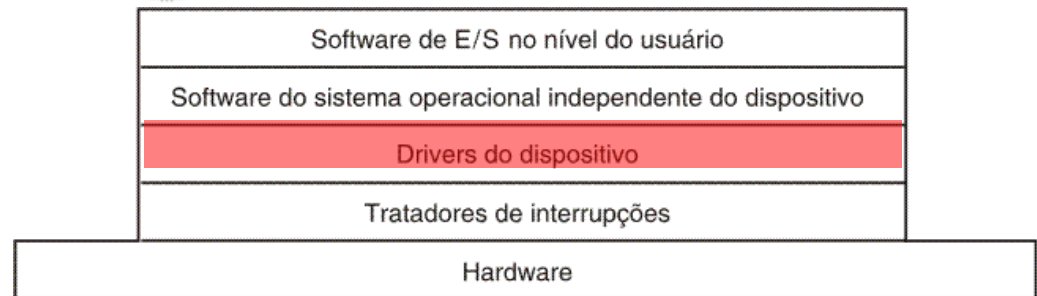 Software de E/S no nível do usuário
Software do sistema operacional independente do dispositivo
Drivers do dispositivo
Tratadores de interrupções
Hardware